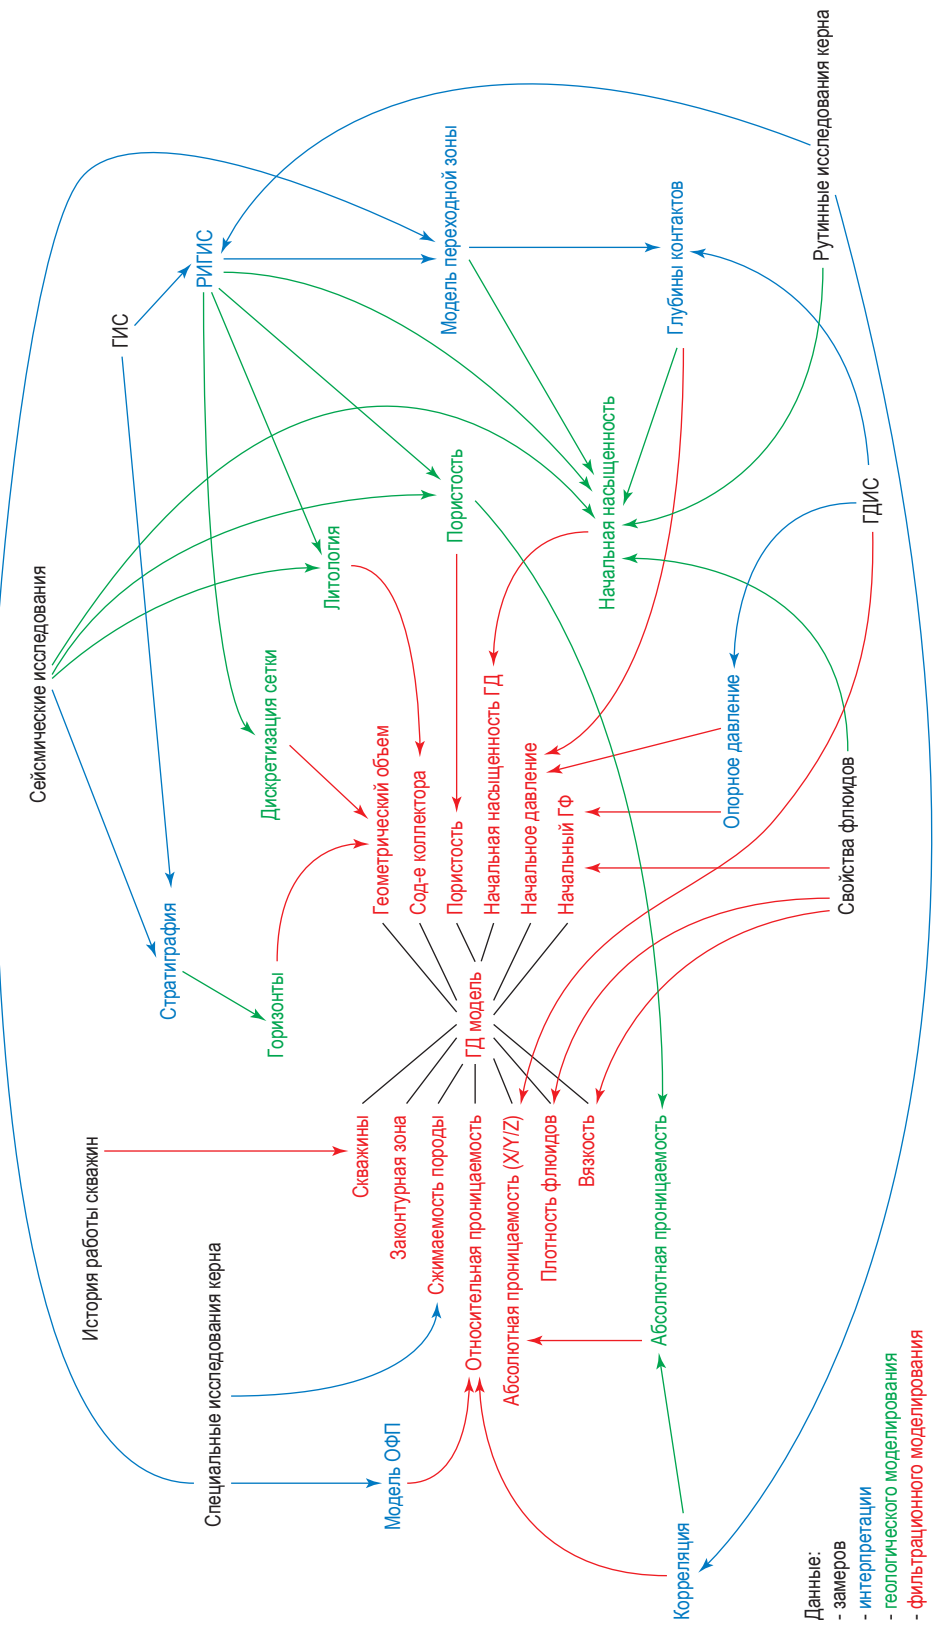 Сейсмические исследования
ГИС
РИГИС
История работы скважин
Специальные исследования керна
Стратиграфия
Горизонты
Дискретизация сетки
Литология
Пористость
Модель переходной зоны
Глубины контактов
Начальная насыщенность
Рутинные исследования керна
ГДИС
Опорное давление
Свойства флюидов
Геометрический объем
Сод-е коллектора
Пористость
Начальная насыщенность ГД
Начальное давление
Начальный ГФ
ГД модель
Скважины
Законтурная зона
Сжимаемость породы
Относительная проницаемость
Абсолютная проницаемость (X/Y/Z)
Плотность флюидов
Вязкость
Абсолютная проницаемость
Модель ОФП
Корреляция
Данные:
- замеров
- интерпретации
- геологического моделирования
- фильтрационного моделирования